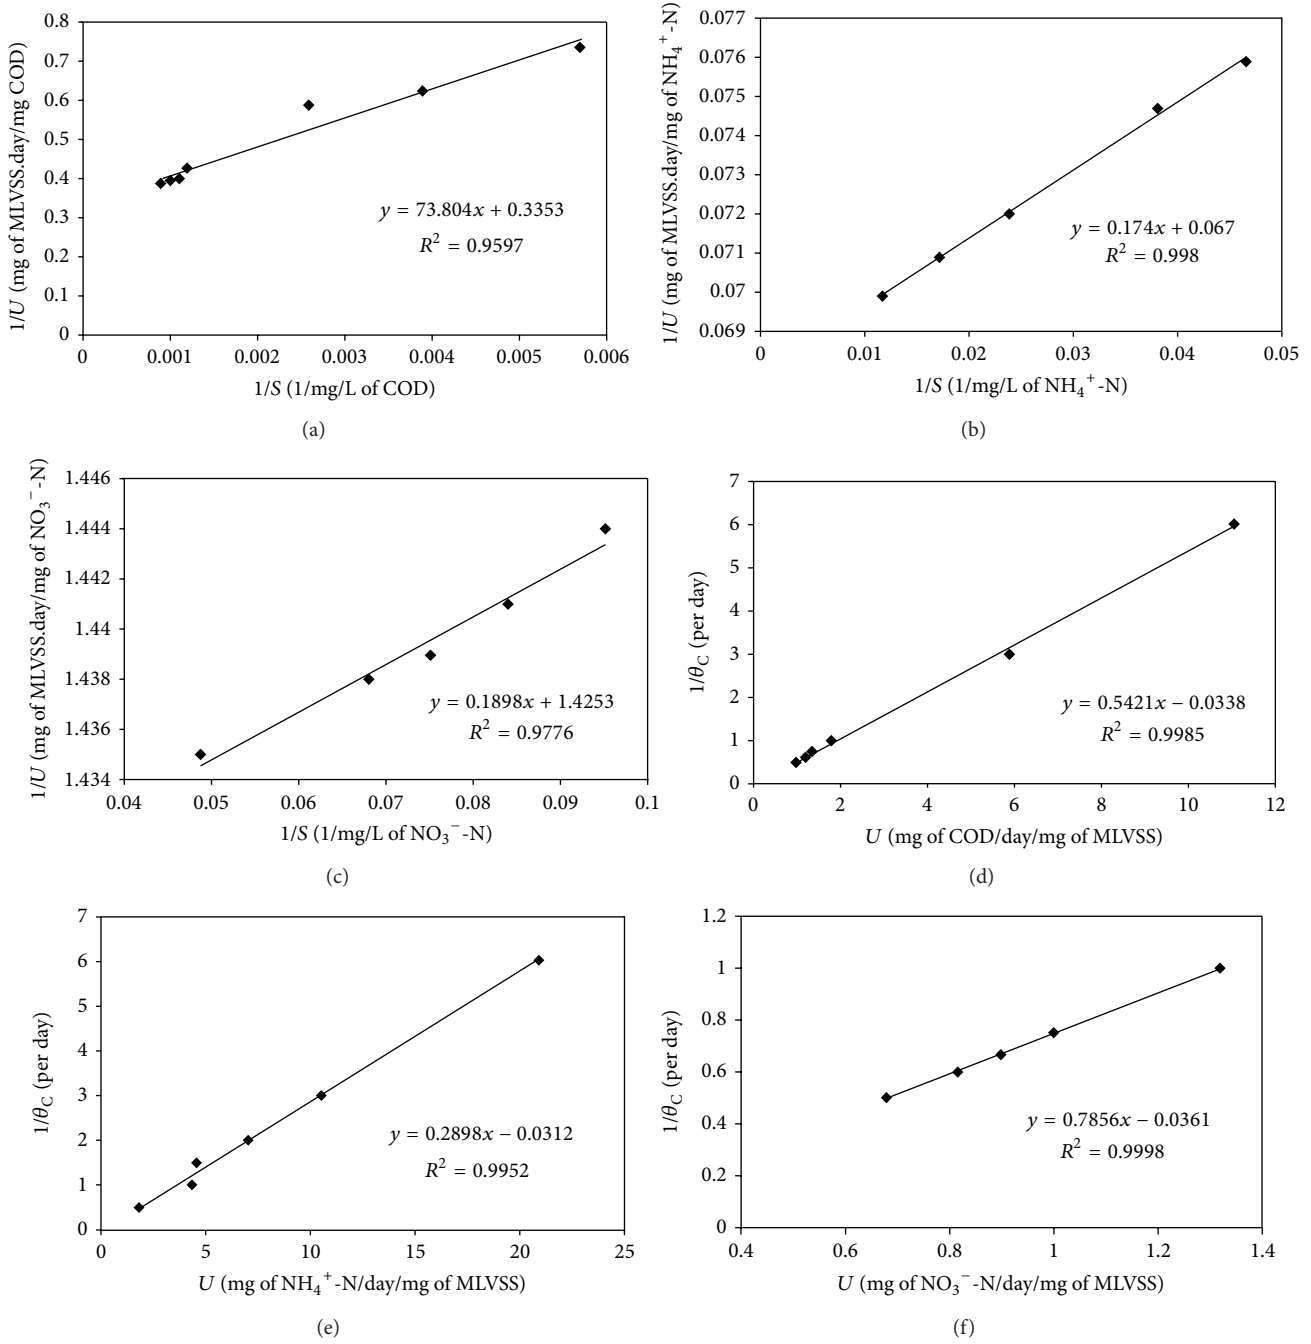 1/U (mg of MLVSS.day/mg COD)
0.8
0.7
0.6
0.5
0.4
0.3
0.2
0.1
0
y = 73.804x + 0.3353
R² = 0.9597
0 0.001 0.002 0.003 0.004 0.005 0.006
1/S (1/mg/L of COD)
(a)
1/U (mg of MLVSS.day/mg of NH₄⁺-N)
0.077
0.076
0.075
0.074
0.073
0.072
0.071
0.07
0.069
y = 0.174x + 0.067
R² = 0.998
0 0.01 0.02 0.03 0.04 0.05
1/S (1/mg/L of NH₄⁺-N)
(b)
1/U (mg of MLVSS.day/mg of NO₃⁻-N)
1.446
1.444
1.442
1.44
1.438
1.436
1.434
y = 0.1898x + 1.4253
R² = 0.9776
0.04 0.05 0.06 0.07 0.08 0.09 0.1
1/S (1/mg/L of NO₃⁻-N)
(c)
1/θ_C (per day)
7
6
5
4
3
2
1
0
y = 0.5421x − 0.0338
R² = 0.9985
0 2 4 6 8 10 12
U (mg of COD/day/mg of MLVSS)
(d)
1/θ_C (per day)
7
6
5
4
3
2
1
0
y = 0.2898x − 0.0312
R² = 0.9952
0 5 10 15 20 25
U (mg of NH₄⁺-N/day/mg of MLVSS)
(e)
1/θ_C (per day)
1.2
1
0.8
0.6
0.4
0.2
0
y = 0.7856x − 0.0361
R² = 0.9998
0.4 0.6 0.8 1 1.2 1.4
U (mg of NO₃⁻-N/day/mg of MLVSS)
(f)